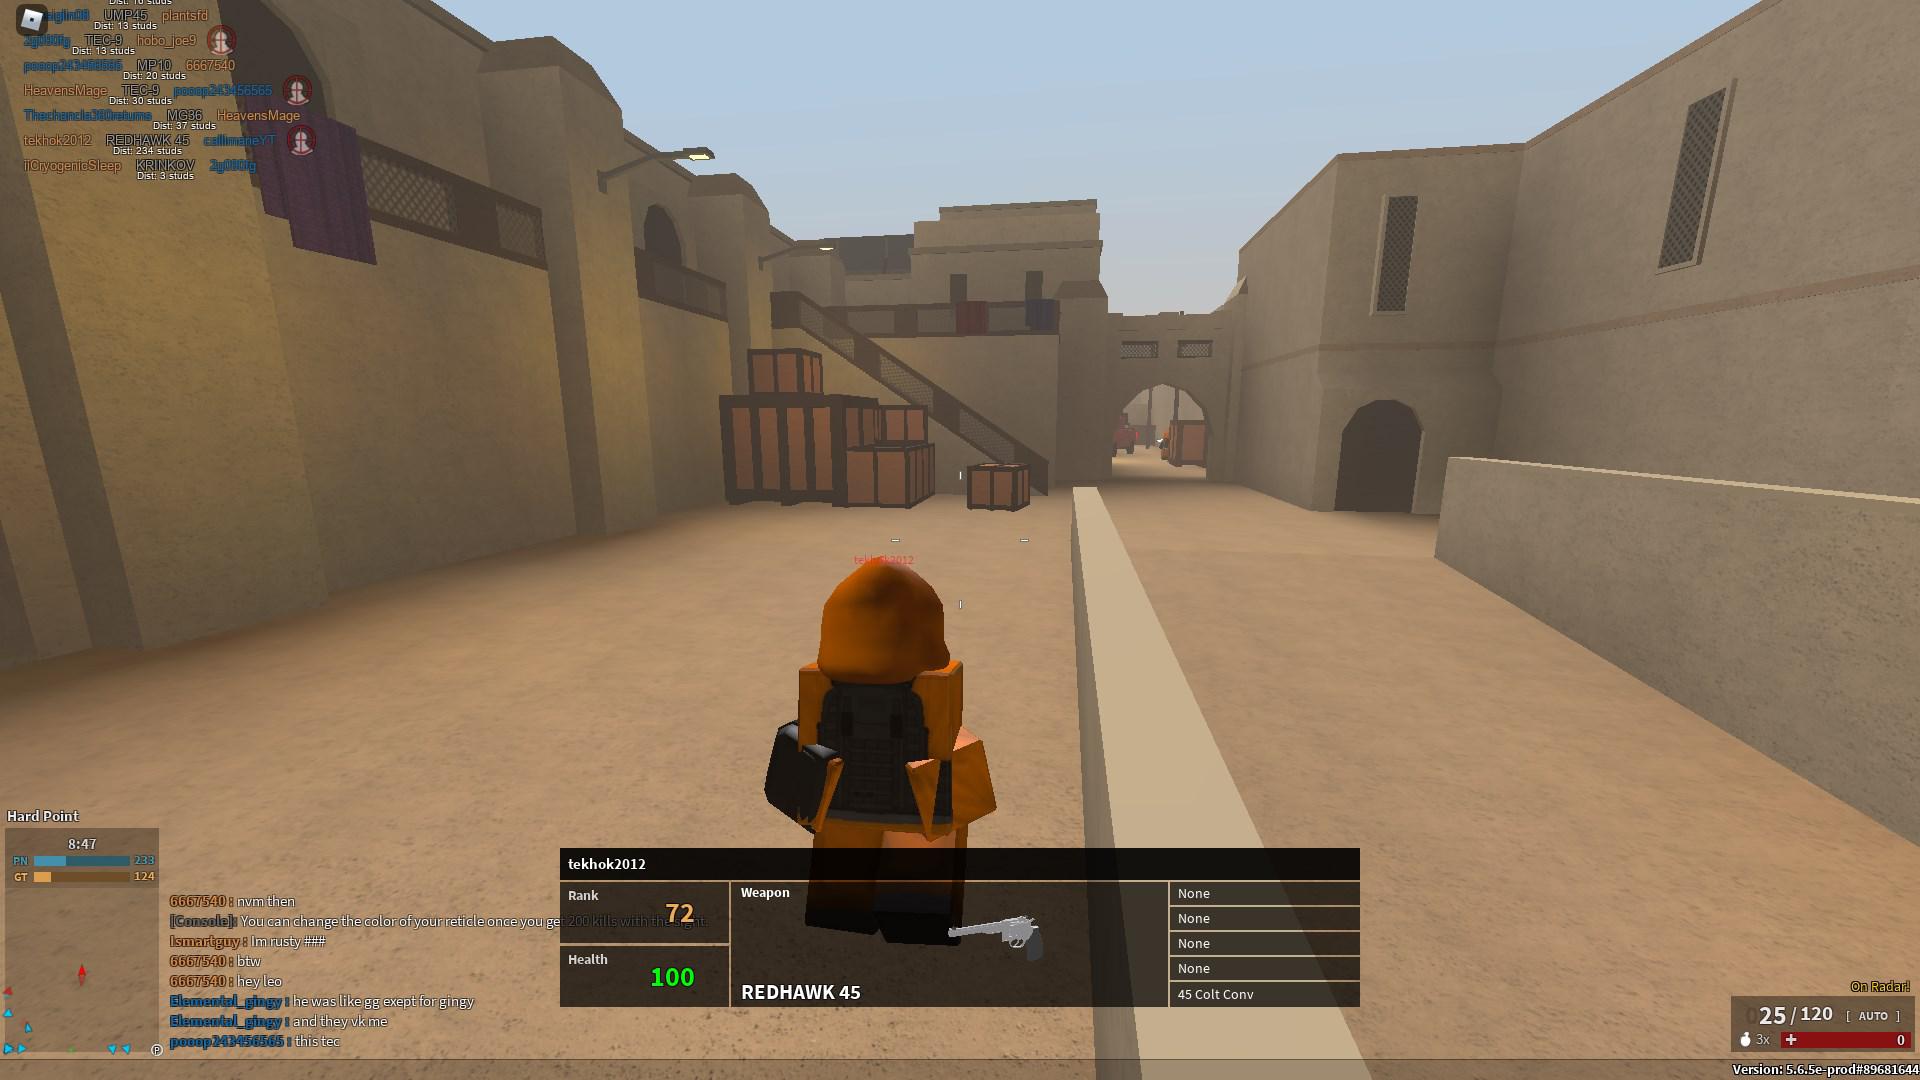 UMP45 plantsfd
Dist: 13 studs
2g090fg TEC-9 hobo_joe9
Dist: 13 studs
pooop243456565 MP10 6667540
Dist: 20 studs
HeavensMage TEC-9 pooop243456565
Dist: 30 studs
Thechancla360returns MG36 HeavensMage
Dist: 37 studs
tekhok2012 REDHAWK 45
Dist: 234 studs
iiCryogenicSleep KRINKOV 2g090fg
Dist: 3 studs
tekhok2012
Hard Point
8:47
PN 233
GT 124
6667540 : nvm then
[Console]: You can change the color of your reticle once you get 200 kills with the sight.
Ismartguy : Im rusty ###
6667540 : btw
6667540 : hey leo
Elemental_gingy : he was like gg exept for gingy
Elemental_gingy : and they vk me
pooop243456565 : this tec
P
tekhok2012
Rank
72
Health
100
Weapon
REDHAWK 45
None
None
None
None
45 Colt Conv
On Radar!
25 / 120 [ AUTO ]
3x
0
Version: 5.6.5e-prod#89681644